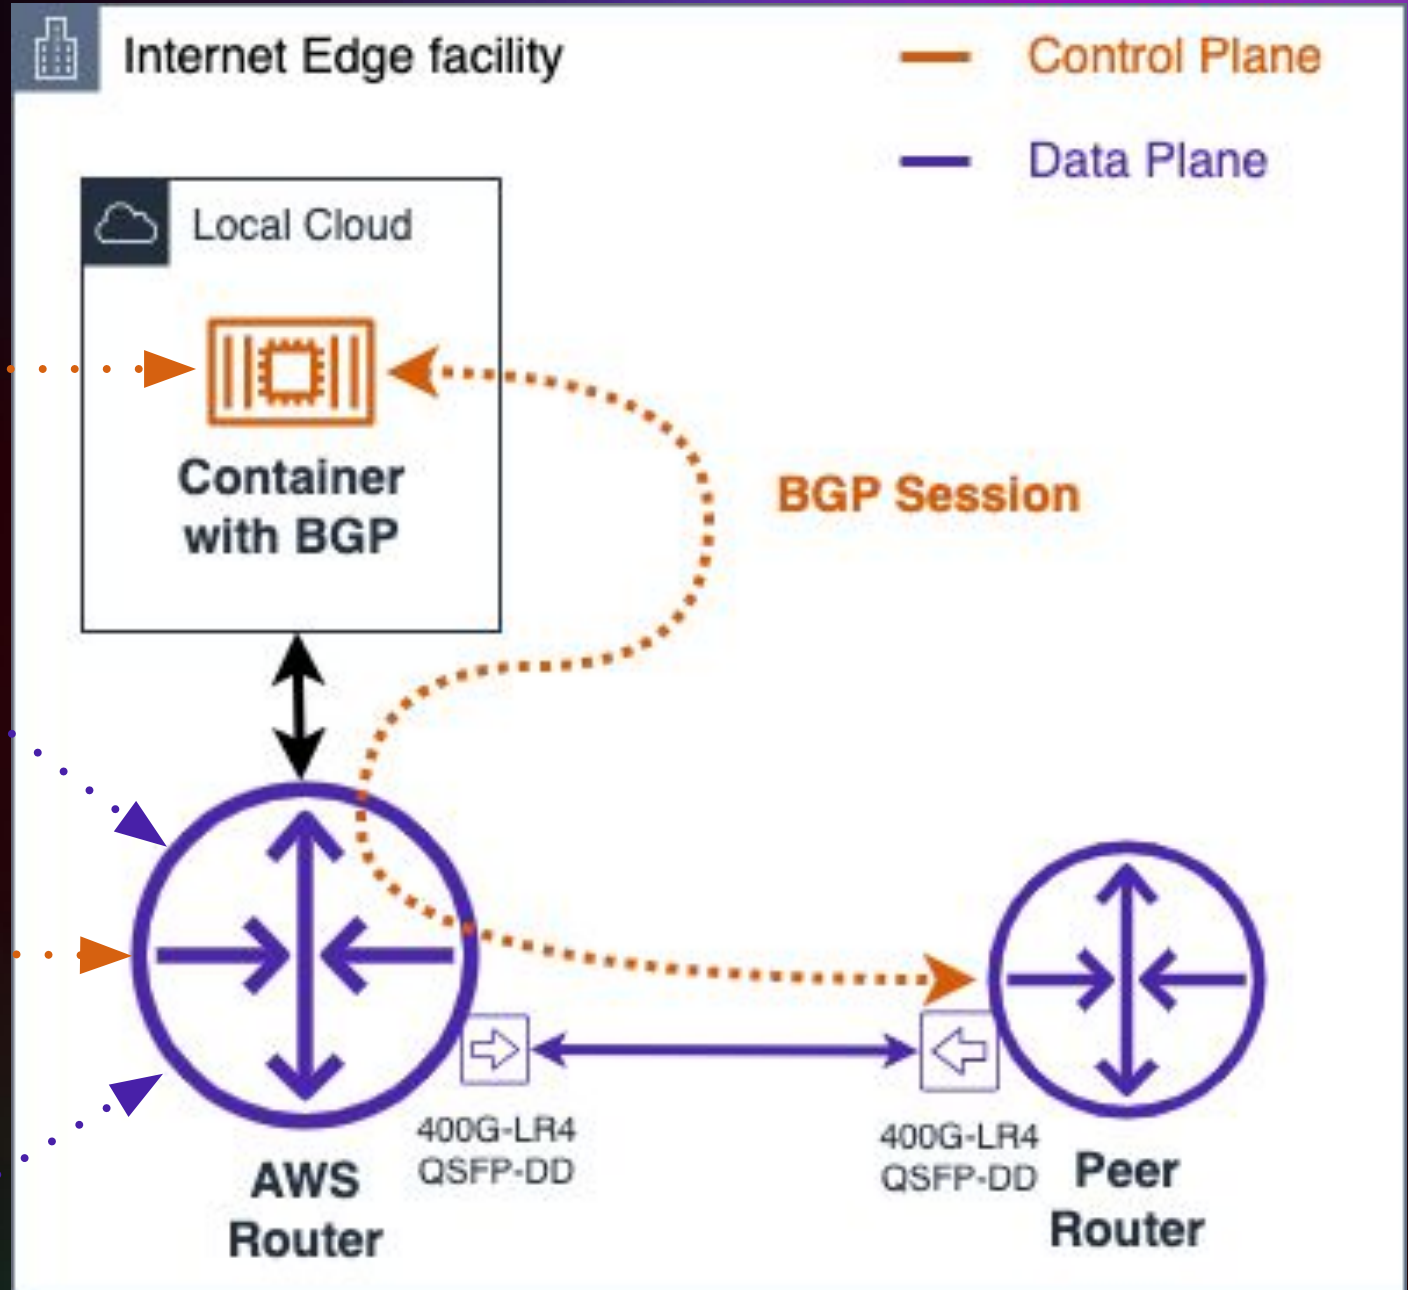 Internet Edge facility
Control Plane
Data Plane
Local Cloud
Container
with BGP
BGP Session
400G-LR4
QSFP-DD
400G-LR4
QSFP-DD
AWS
Router
Peer
Router